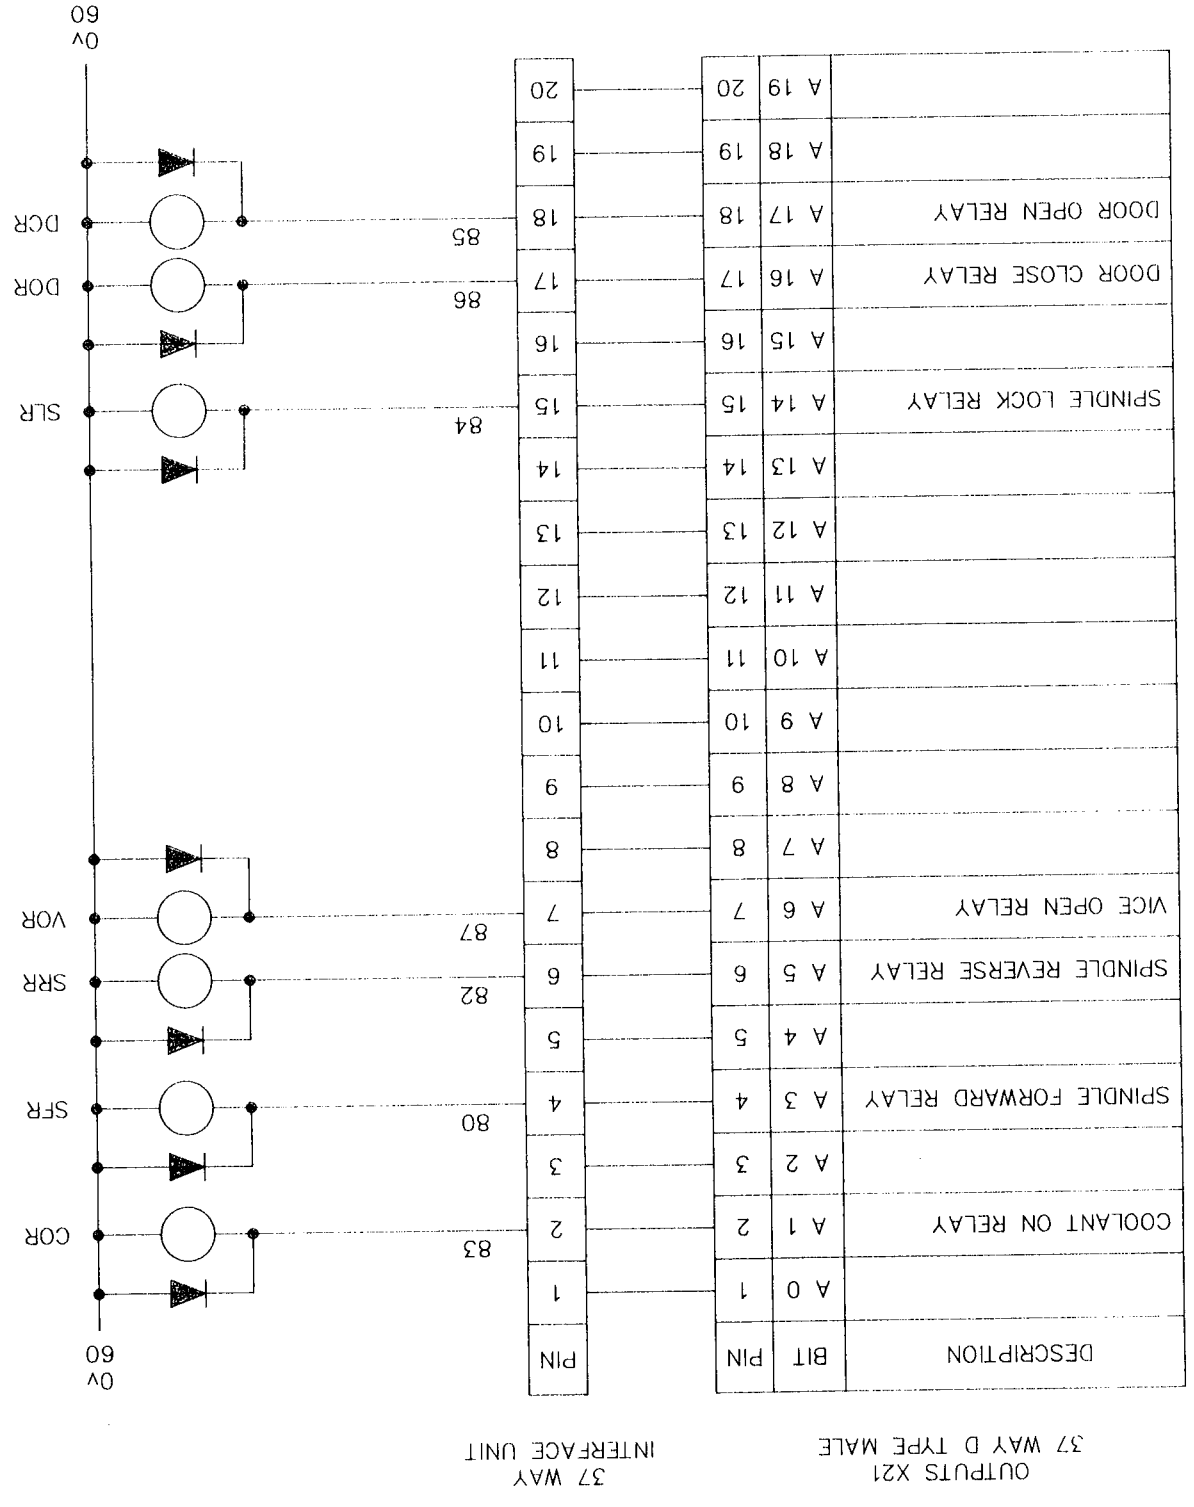 OUTPUTS X21
37 WAY D TYPE MALE
37 WAY
INTERFACE UNIT
0v
60
DESCRIPTION BIT PIN PIN
A 0 1 1
COOLANT ON RELAY A 1 2 2 83 COR
A 2 3 3
SPINDLE FORWARD RELAY A 3 4 4 80 SFR
A 4 5 5
SPINDLE REVERSE RELAY A 5 6 6 82 SRR
VICE OPEN RELAY A 6 7 7 87 VOR
A 7 8 8
A 8 9 9
A 9 10 10
A 10 11 11
A 11 12 12
A 12 13 13
A 13 14 14
SPINDLE LOCK RELAY A 14 15 15 84 SLR
A 15 16 16
DOOR CLOSE RELAY A 16 17 17 86 DOR
DOOR OPEN RELAY A 17 18 18 85 DCR
A 18 19 19
A 19 20 20
0v
60